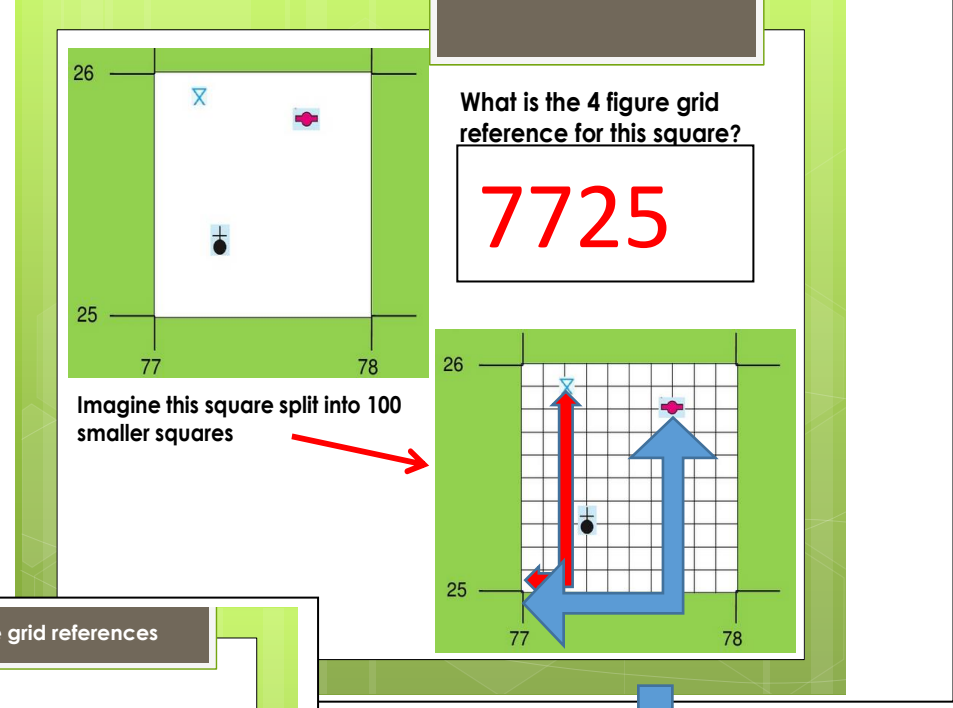 26
25
77 78
What is the 4 figure grid
reference for this square?
7725
Imagine this square split into 100
smaller squares
26
25
77 78
grid references